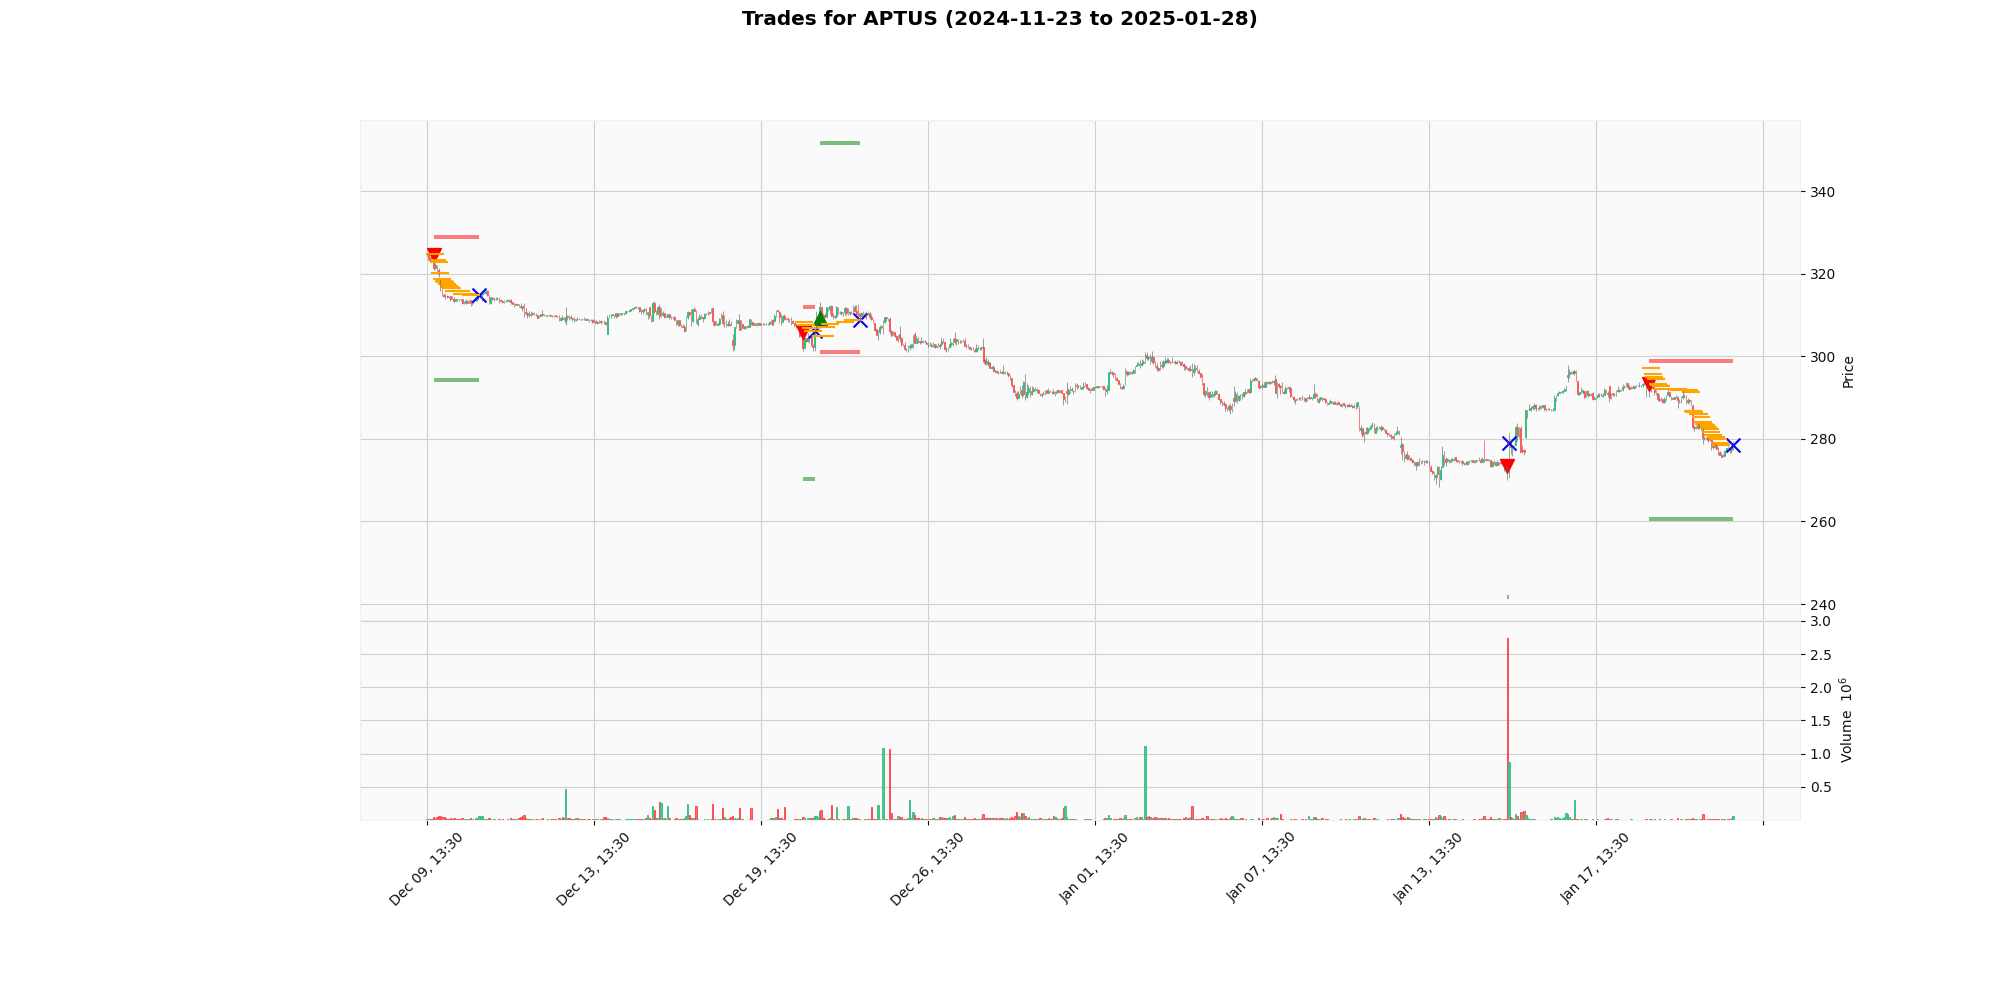 Trades for APTUS (2024-11-23 to 2025-01-28)
340
320
300
280
260
240
Price
3.0
2.5
2.0
1.5
1.0
0.5
Volume 10^6
Dec 09, 13:30
Dec 13, 13:30
Dec 19, 13:30
Dec 26, 13:30
Jan 01, 13:30
Jan 07, 13:30
Jan 13, 13:30
Jan 17, 13:30